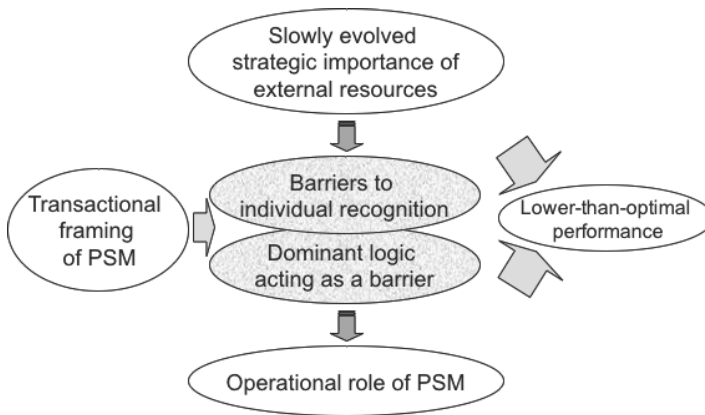 Slowly evolved
strategic importance of
external resources
Barriers to
individual recognition
Transactional
framing
of PSM
Lower-than-optimal
performance
Dominant logic
acting as a barrier
Operational role of PSM